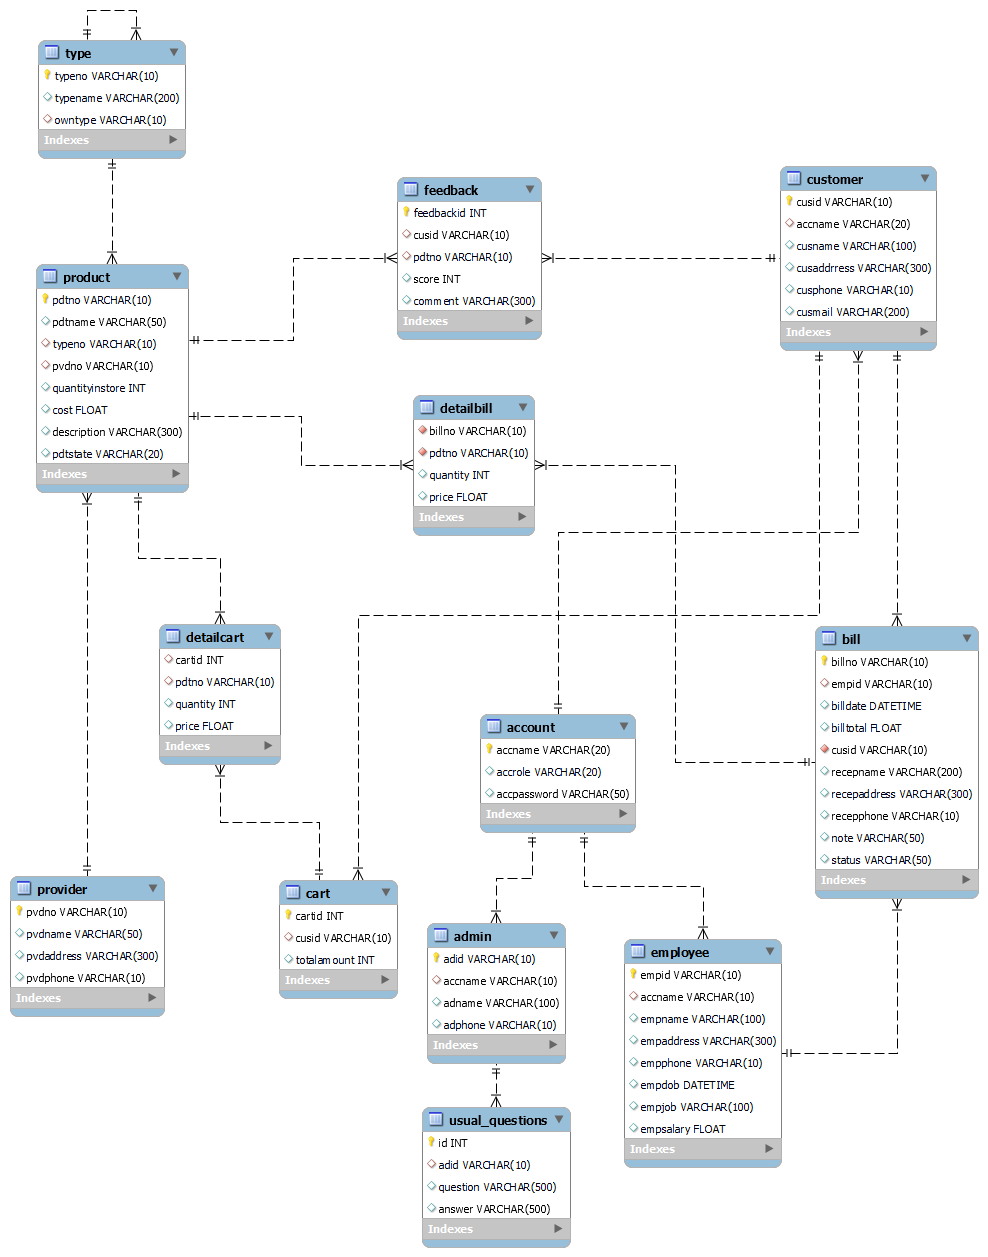 type
typeno VARCHAR(10)
typename VARCHAR(200)
owntype VARCHAR(10)
Indexes
feedback
feedbackid INT
cusid VARCHAR(10)
pdtno VARCHAR(10)
score INT
comment VARCHAR(300)
Indexes
customer
cusid VARCHAR(10)
accname VARCHAR(20)
cusname VARCHAR(100)
cusaddrress VARCHAR(300)
cusphone VARCHAR(10)
cusmail VARCHAR(200)
Indexes
product
pdtno VARCHAR(10)
pdtname VARCHAR(50)
typeno VARCHAR(10)
pvdno VARCHAR(10)
quantityinstore INT
cost FLOAT
description VARCHAR(300)
pdtstate VARCHAR(20)
Indexes
detailbill
billno VARCHAR(10)
pdtno VARCHAR(10)
quantity INT
price FLOAT
Indexes
detailcart
cartid INT
pdtno VARCHAR(10)
quantity INT
price FLOAT
Indexes
bill
billno VARCHAR(10)
empid VARCHAR(10)
billdate DATETIME
billtotal FLOAT
cusid VARCHAR(10)
recepname VARCHAR(200)
recepaddress VARCHAR(300)
recepphone VARCHAR(10)
note VARCHAR(50)
status VARCHAR(50)
Indexes
account
accname VARCHAR(20)
accrole VARCHAR(20)
accpassword VARCHAR(50)
Indexes
provider
pvdno VARCHAR(10)
pvdname VARCHAR(50)
pvdaddress VARCHAR(300)
pvdphone VARCHAR(10)
Indexes
cart
cartid INT
cusid VARCHAR(10)
totalamount INT
Indexes
admin
adid VARCHAR(10)
accname VARCHAR(10)
adname VARCHAR(100)
adphone VARCHAR(10)
Indexes
employee
empid VARCHAR(10)
accname VARCHAR(10)
empname VARCHAR(100)
empaddress VARCHAR(300)
empphone VARCHAR(10)
empdob DATETIME
empjob VARCHAR(100)
empsalary FLOAT
Indexes
usual_questions
id INT
adid VARCHAR(10)
question VARCHAR(500)
answer VARCHAR(500)
Indexes